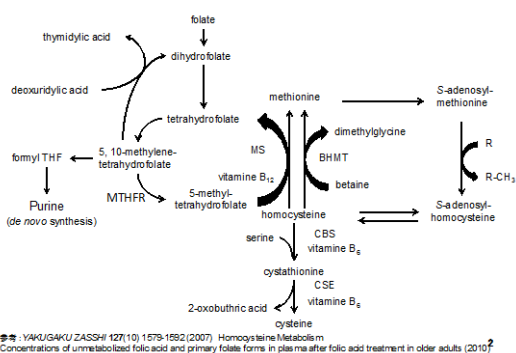 folate
thymidylic acid
dihydrofolate
deoxuridylic acid
methionine
S-adenosyl-
methionine
tetrahydrofolate
dimethylglycine
MS
BHMT
R
formyl THF
5, 10-methylene-
tetrahydrofolate
vitamine B12
betaine
R-CH3
MTHFR
5-methyl-
tetrahydrofolate
Purine
(de novo synthesis)
homocysteine
S-adenosyl-
homocysteine
serine
CBS
vitamine B6
cystathionine
CSE
vitamine B6
2-oxobuthric acid
cysteine
参考 : YAKUGAKU ZASSHI 127(10) 1579-1592 (2007) Homocysteine Metabolism
Concentrations of unmetabolized folic acid and primary folate forms in plasma after folic acid treatment in older adults (2010)
2